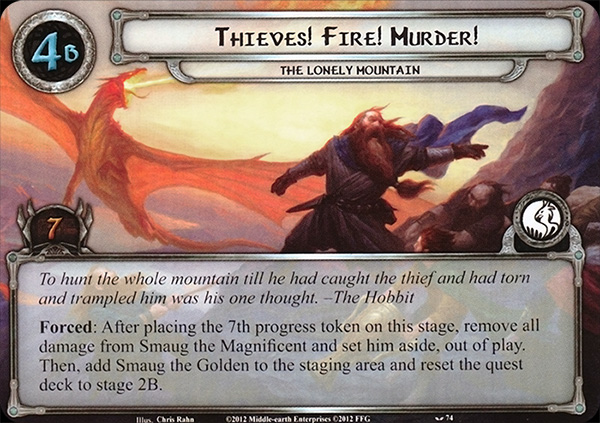 4B
THIEVES! FIRE! MURDER!
THE LONELY MOUNTAIN
7
To hunt the whole mountain till he had caught the thief and had torn
and trampled him was his one thought. –The Hobbit
Forced: After placing the 7th progress token on this stage, remove all
damage from Smaug the Magnificent and set him aside, out of play.
Then, add Smaug the Golden to the staging area and reset the quest
deck to stage 2B.
Illus. Chris Rahn ©2012 Middle-earth Enterprises ©2012 FFG 74